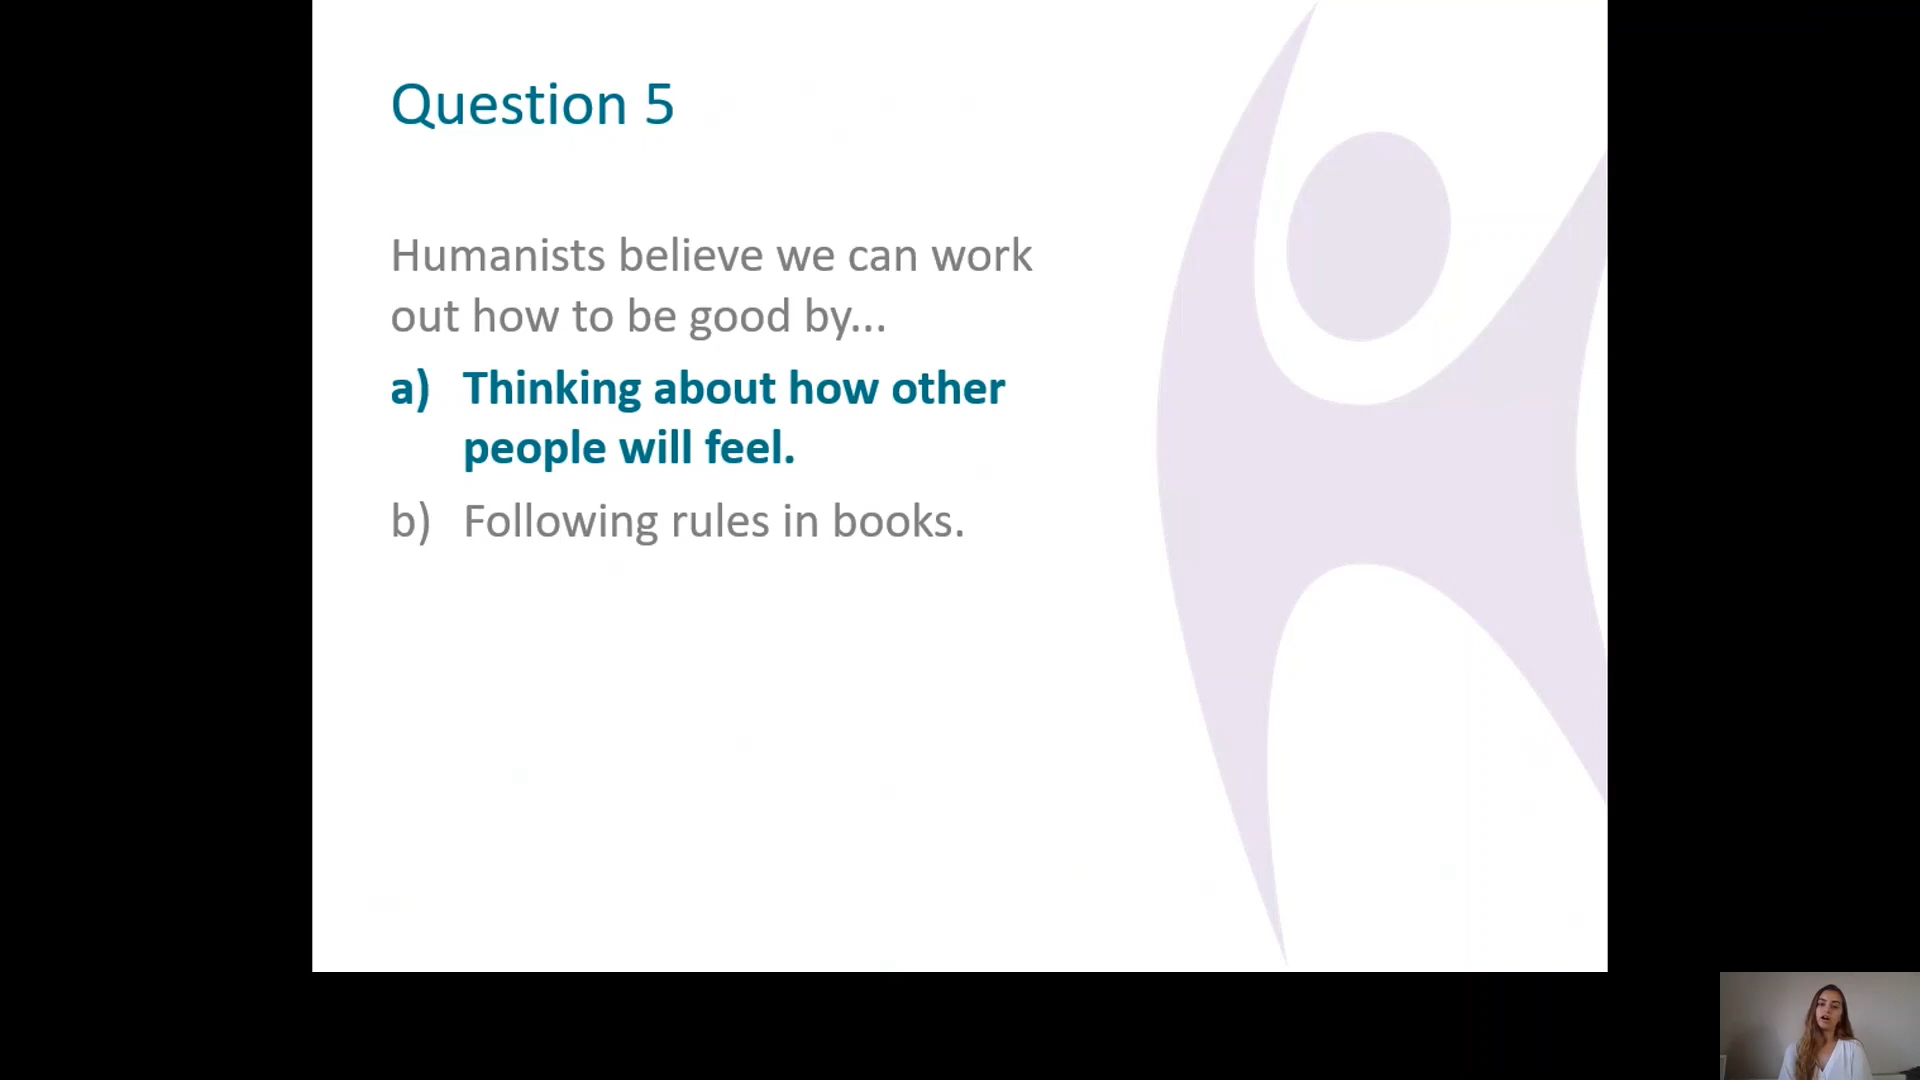 Question 5
Humanists believe we can work
out how to be good by...
a) Thinking about how other
people will feel.
b) Following rules in books.